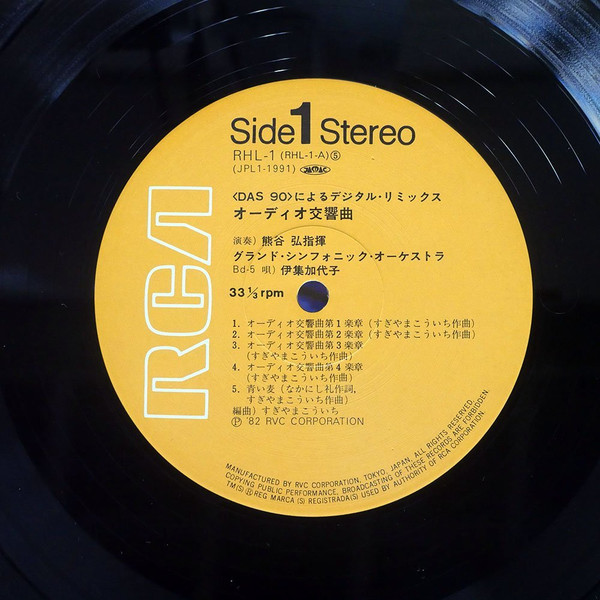 Side 1 Stereo
RHL-1 (RHL-1-A)⑤
(JPL1-1991) JASRAC
〈DAS 90〉によるデジタル・リミックス
オーディオ交響曲
演奏) 熊谷 弘指揮
グランド・シンフォニック・オーケストラ
Bd-5 唄) 伊集加代子
33 1/3 rpm
1. オーディオ交響曲第1楽章 (すぎやまこういち作曲)
2. オーディオ交響曲第2楽章 (すぎやまこういち作曲)
3. オーディオ交響曲第3楽章
(すぎやまこういち作曲)
4. オーディオ交響曲第4楽章
(すぎやまこういち作曲)
5. 青い麦 (なかにし礼作詞,
すぎやまこういち作曲)
編曲) すぎやまこういち
Ⓟ '82 RVC CORPORATION
RCA
MANUFACTURED BY RVC CORPORATION, TOKYO, JAPAN, ALL RIGHTS RESERVED,
COPYING PUBLIC PERFORMANCE, BROADCASTING OF THESE RECORDS ARE FORBIDDEN.
TM(S) ® REG MARCA (S) REGISTRADA(S) USED BY AUTHORITY OF RCA CORPORATION.